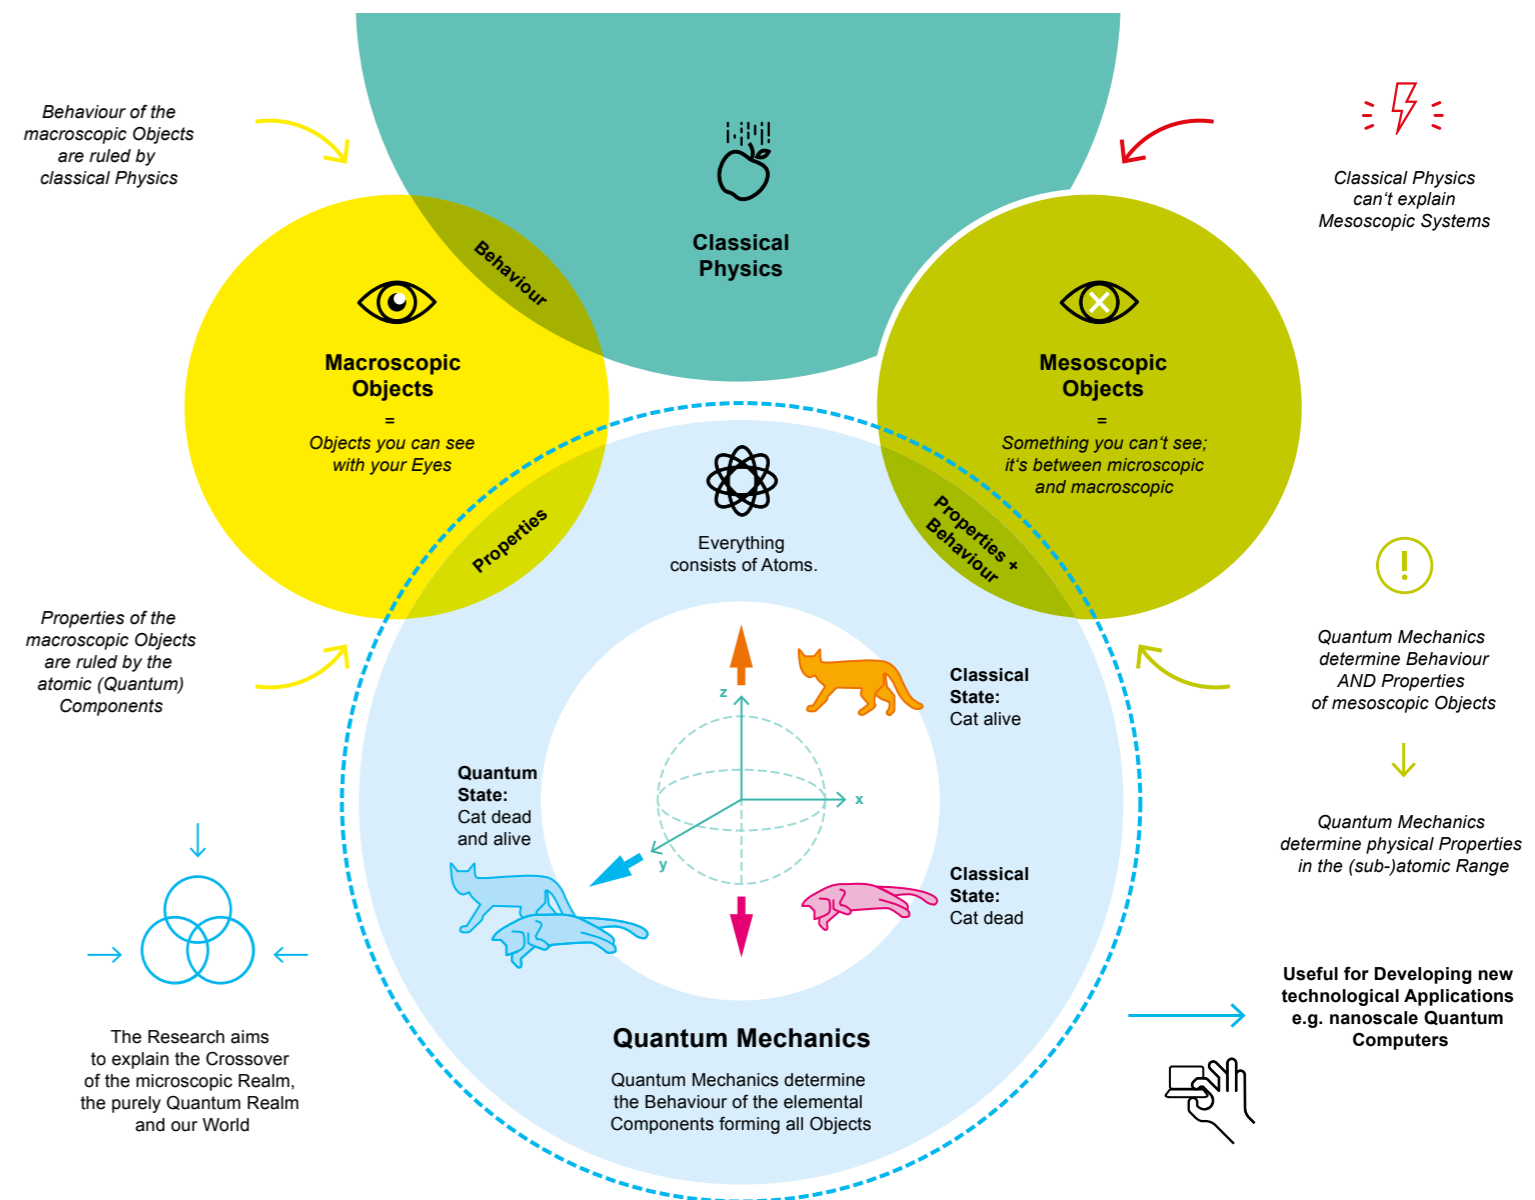 Behaviour of the
macroscopic Objects
are ruled by
classical Physics
Classical
Physics
Classical Physics
can‘t explain
Mesoscopic Systems
Behaviour
Macroscopic
Objects
=
Objects you can see
with your Eyes
Mesoscopic
Objects
=
Something you can‘t see;
it‘s between microscopic
and macroscopic
Properties
Properties +
Behaviour
Everything
consists of Atoms.
Properties of the
macroscopic Objects
are ruled by the
atomic (Quantum)
Components
Quantum Mechanics
determine Behaviour
AND Properties
of mesoscopic Objects
Classical
State:
Cat alive
z
x
y
Quantum
State:
Cat dead
and alive
Classical
State:
Cat dead
Quantum Mechanics
determine physical Properties
in the (sub-)atomic Range
Useful for Developing new
technological Applications
e.g. nanoscale Quantum
Computers
The Research aims
to explain the Crossover
of the microscopic Realm,
the purely Quantum Realm
and our World
Quantum Mechanics
Quantum Mechanics determine
the Behaviour of the elemental
Components forming all Objects